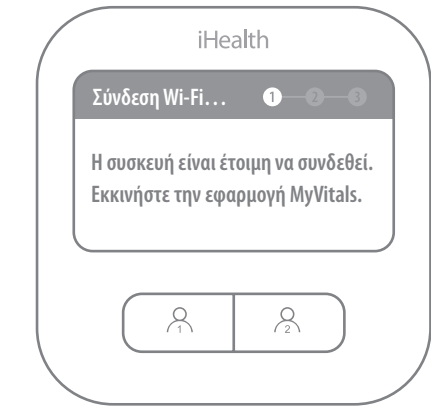 iHealth
Σύνδεση Wi-Fi... 1 2 3
Η συσκευή είναι έτοιμη να συνδεθεί.
Εκκινήστε την εφαρμογή MyVitals.
1 2